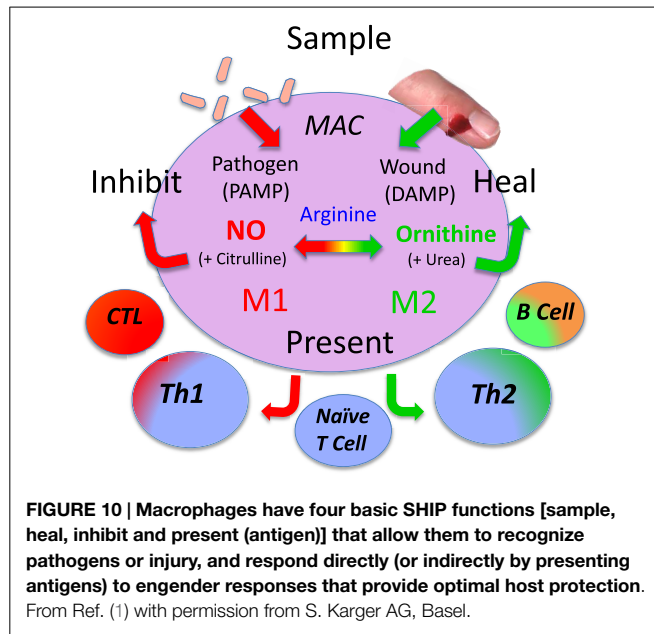 Sample
MAC
Pathogen
(PAMP)
Wound
(DAMP)
Inhibit
Heal
Arginine
NO
(+ Citrulline)
Ornithine
(+ Urea)
M1
M2
CTL
B Cell
Present
Th1
Th2
Naïve
T Cell
FIGURE 10 | Macrophages have four basic SHIP functions [sample,
heal, inhibit and present (antigen)] that allow them to recognize
pathogens or injury, and respond directly (or indirectly by presenting
antigens) to engender responses that provide optimal host protection.
From Ref. (1) with permission from S. Karger AG, Basel.